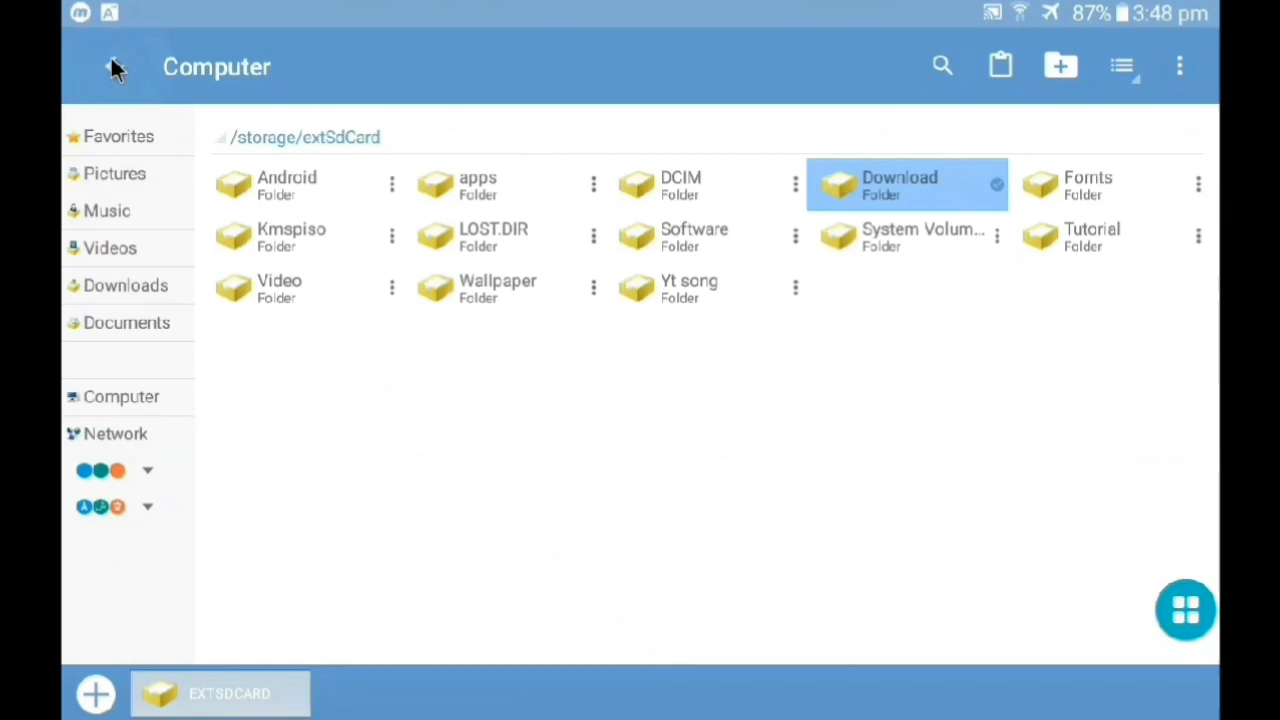 87% 3:48 pm
Computer
Favorites
Pictures
Music
Videos
Downloads
Documents
Computer
Network
/storage/extSdCard
Android
Folder
apps
Folder
DCIM
Folder
Download
Folder
Fornts
Folder
Kmspiso
Folder
LOST.DIR
Folder
Software
Folder
System Volum...
Folder
Tutorial
Folder
Video
Folder
Wallpaper
Folder
Yt song
Folder
EXTSDCARD